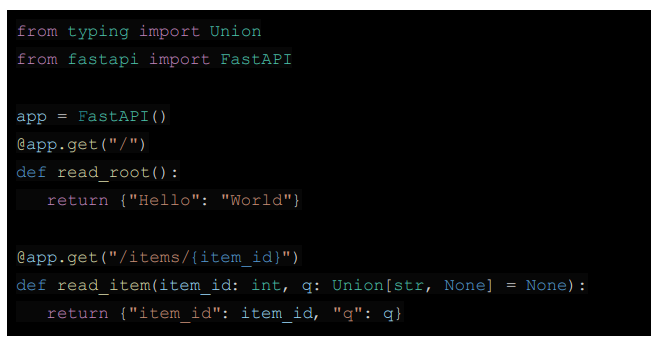 from typing import Union
from fastapi import FastAPI
app = FastAPI()
@app.get("/")
def read_root():
return {"Hello": "World"}
@app.get("/items/{item_id}")
def read_item(item_id: int, q: Union[str, None] = None):
return {"item_id": item_id, "q": q}